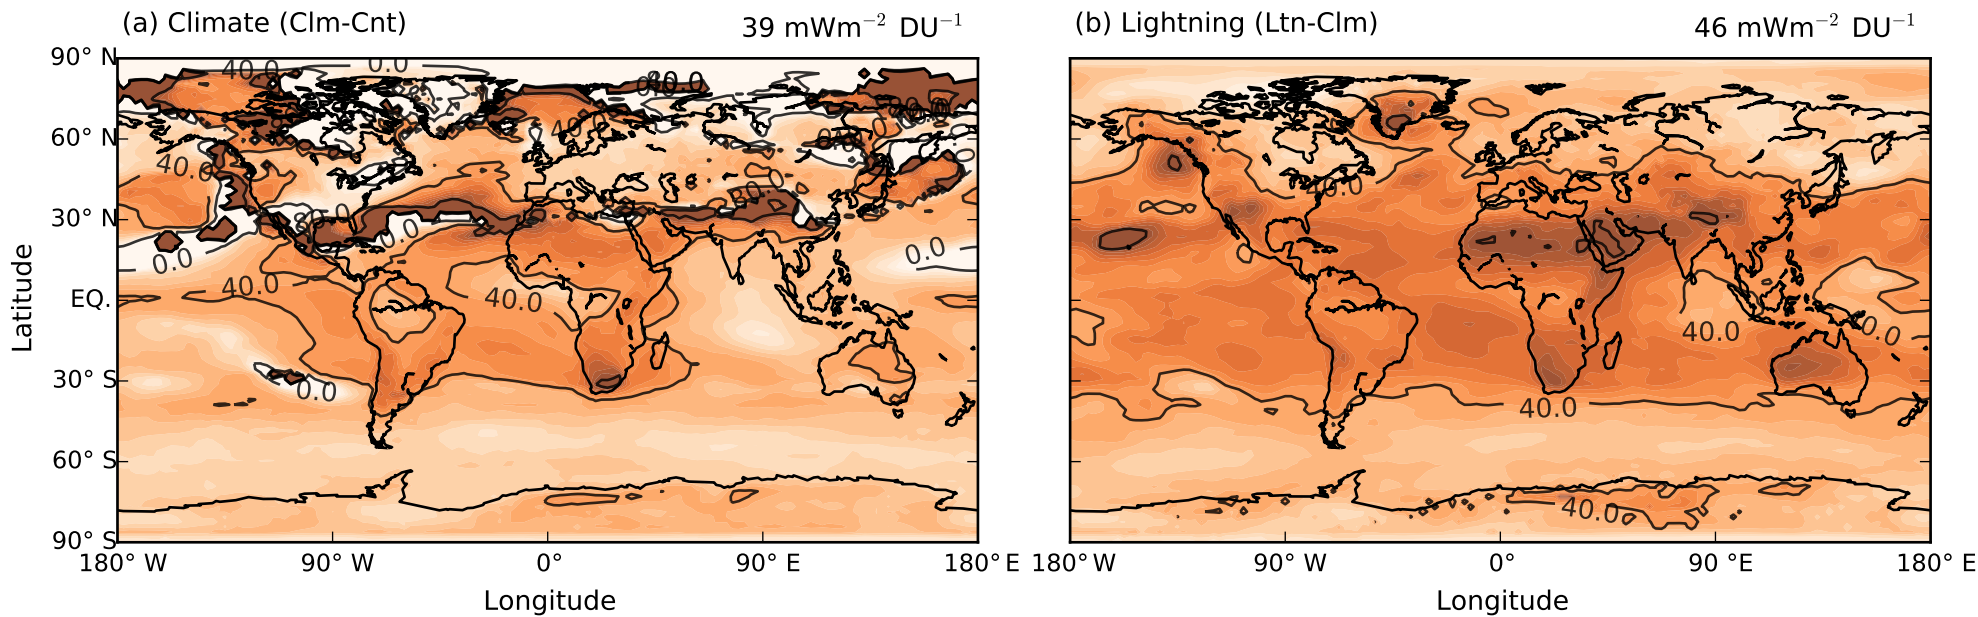 (a) Climate (Clm-Cnt) 39 mWm⁻² DU⁻¹
(b) Lightning (Ltn-Clm) 46 mWm⁻² DU⁻¹
90° N
60° N
30° N
EQ.
30° S
60° S
90° S
Latitude
40.0
0.0
40.0
40.0
0.0
0.0
0.0
40.0
40.0
0.0
40.0
40.0
40.0
40.0
180° W 90° W 0° 90° E 180° E
180° W 90° W 0° 90° E 180° E
Longitude
Longitude